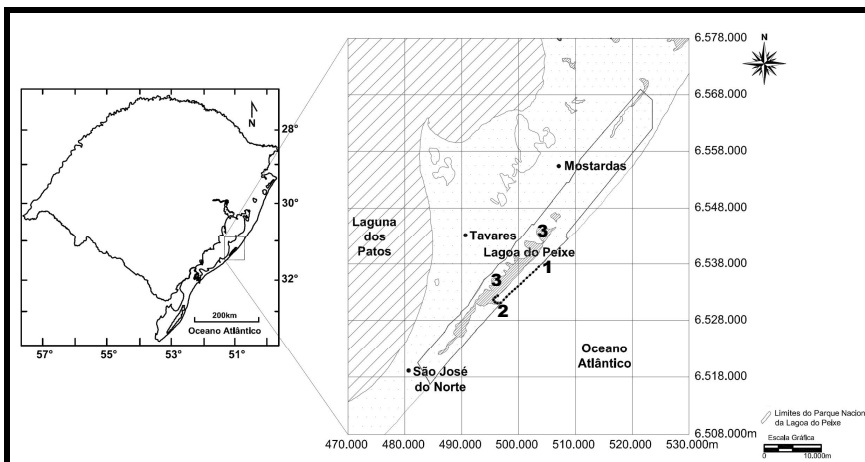 N
28°
30°
32°
200km
Oceano Atlântico
57°
55°
53°
51°
6.578.000
6.568.000
6.558.000
6.548.000
6.538.000
6.528.000
6.518.000
6.508.000m
N
Mostardas
Laguna
dos
Patos
Tavares
3
Lagoa do Peixe
3
1
2
Oceano
Atlântico
São José
do Norte
470.000
480.000
490.000
500.000
510.000
520.000
530.000m
Limites do Parque Nacional
da Lagoa do Peixe
Escala Gráfica
0
10.000m